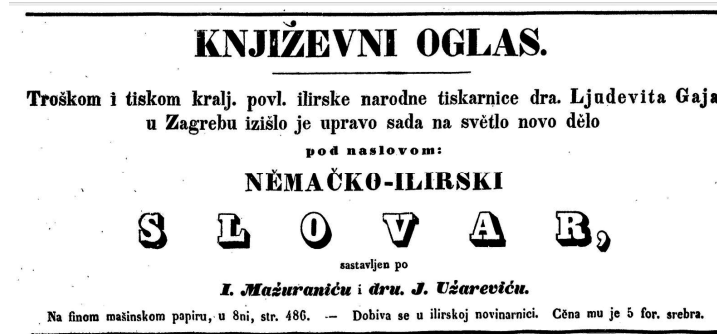 KNJIŽEVNI OGLAS.
Troškom i tiskom kralj. povl. ilirske narodne tiskarnice dra. Ljudevita Gaja
u Zagrebu izišlo je upravo sada na světlo novo dělo
pod naslovom:
NĚMAČKO-ILIRSKI
SLOVAR,
sastavljen po
I. Mažuraniću i dru. J. Užareviću.
Na finom mašinskom papiru, u 8ni, str. 486. — Dobiva se u ilirskoj novinarnici. Cěna mu je 5 for. srebra.